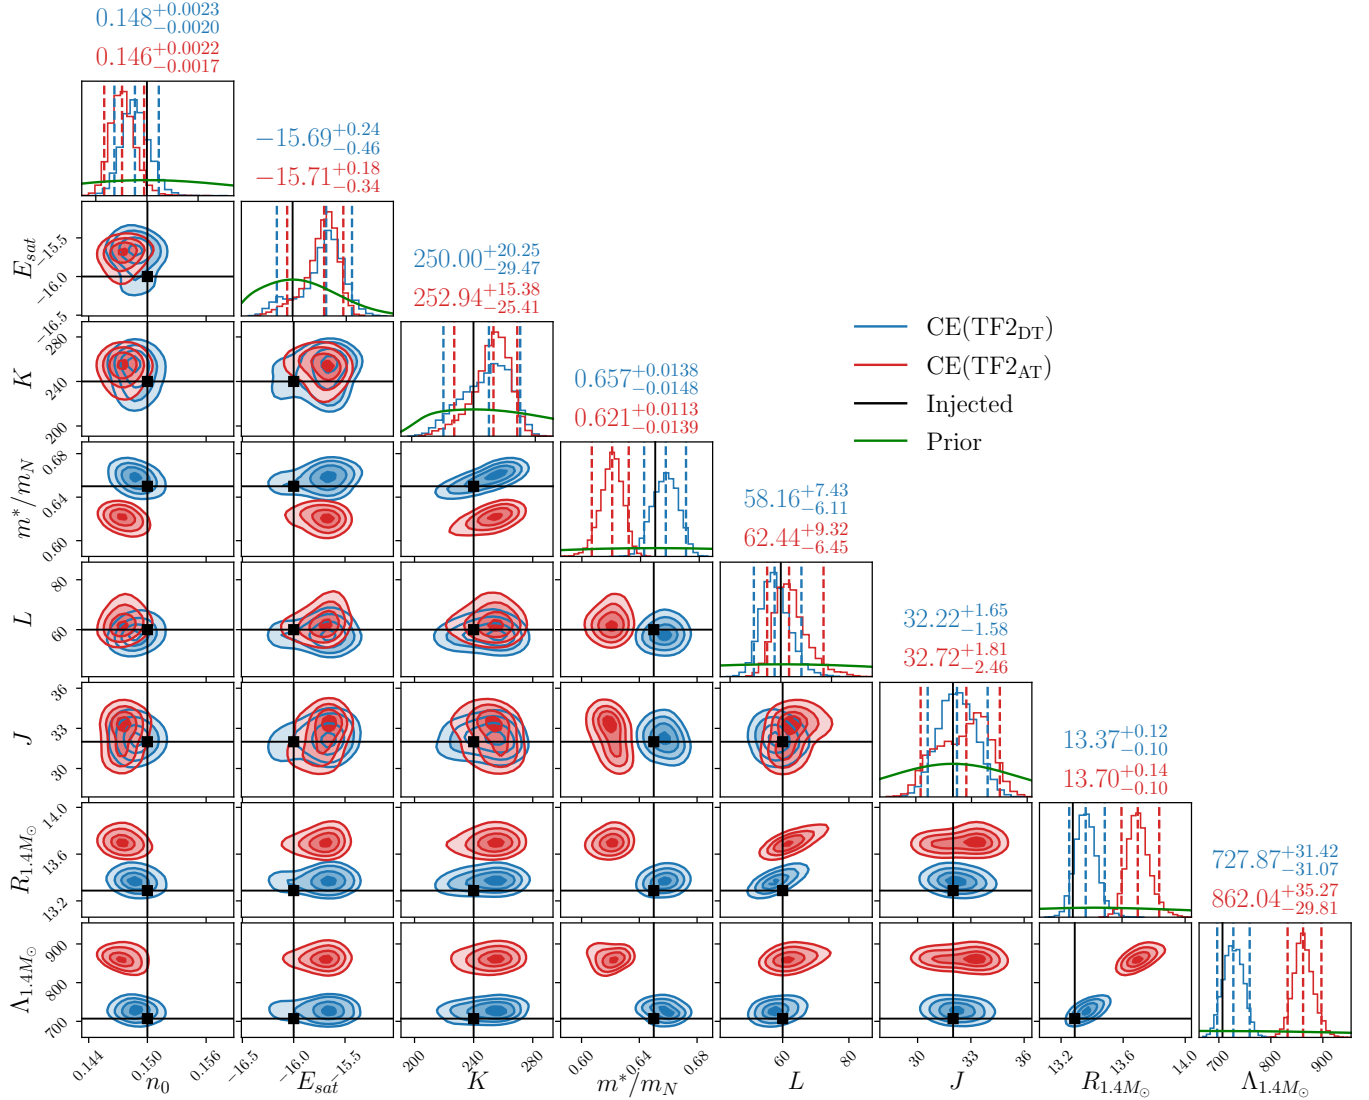 0.148+0.0023−0.0020
0.146+0.0022−0.0017
−15.69+0.24−0.46
−15.71+0.18−0.34
250.00+20.25−29.47
252.94+15.38−25.41
0.657+0.0138−0.0148
0.621+0.0113−0.0139
58.16+7.43−6.11
62.44+9.32−6.45
32.22+1.65−1.58
32.72+1.81−2.46
13.37+0.12−0.10
13.70+0.14−0.10
727.87+31.42−31.07
862.04+35.27−29.81
CE(TF2DT)
CE(TF2AT)
Injected
Prior
Esat
−15.5
−16.0
−16.5
K
280
240
200
m*/mN
0.68
0.64
0.60
L
80
60
J
36
33
30
R1.4M⊙
14.0
13.6
13.2
Λ1.4M⊙
900
800
700
0.144 0.150 0.156
−16.5 −16.0 −15.5
200 240 280
0.60 0.64 0.68
60 80
30 33 36
13.2 13.6 14.0
700 800 900
n0 Esat K m*/mN L J R1.4M⊙ Λ1.4M⊙